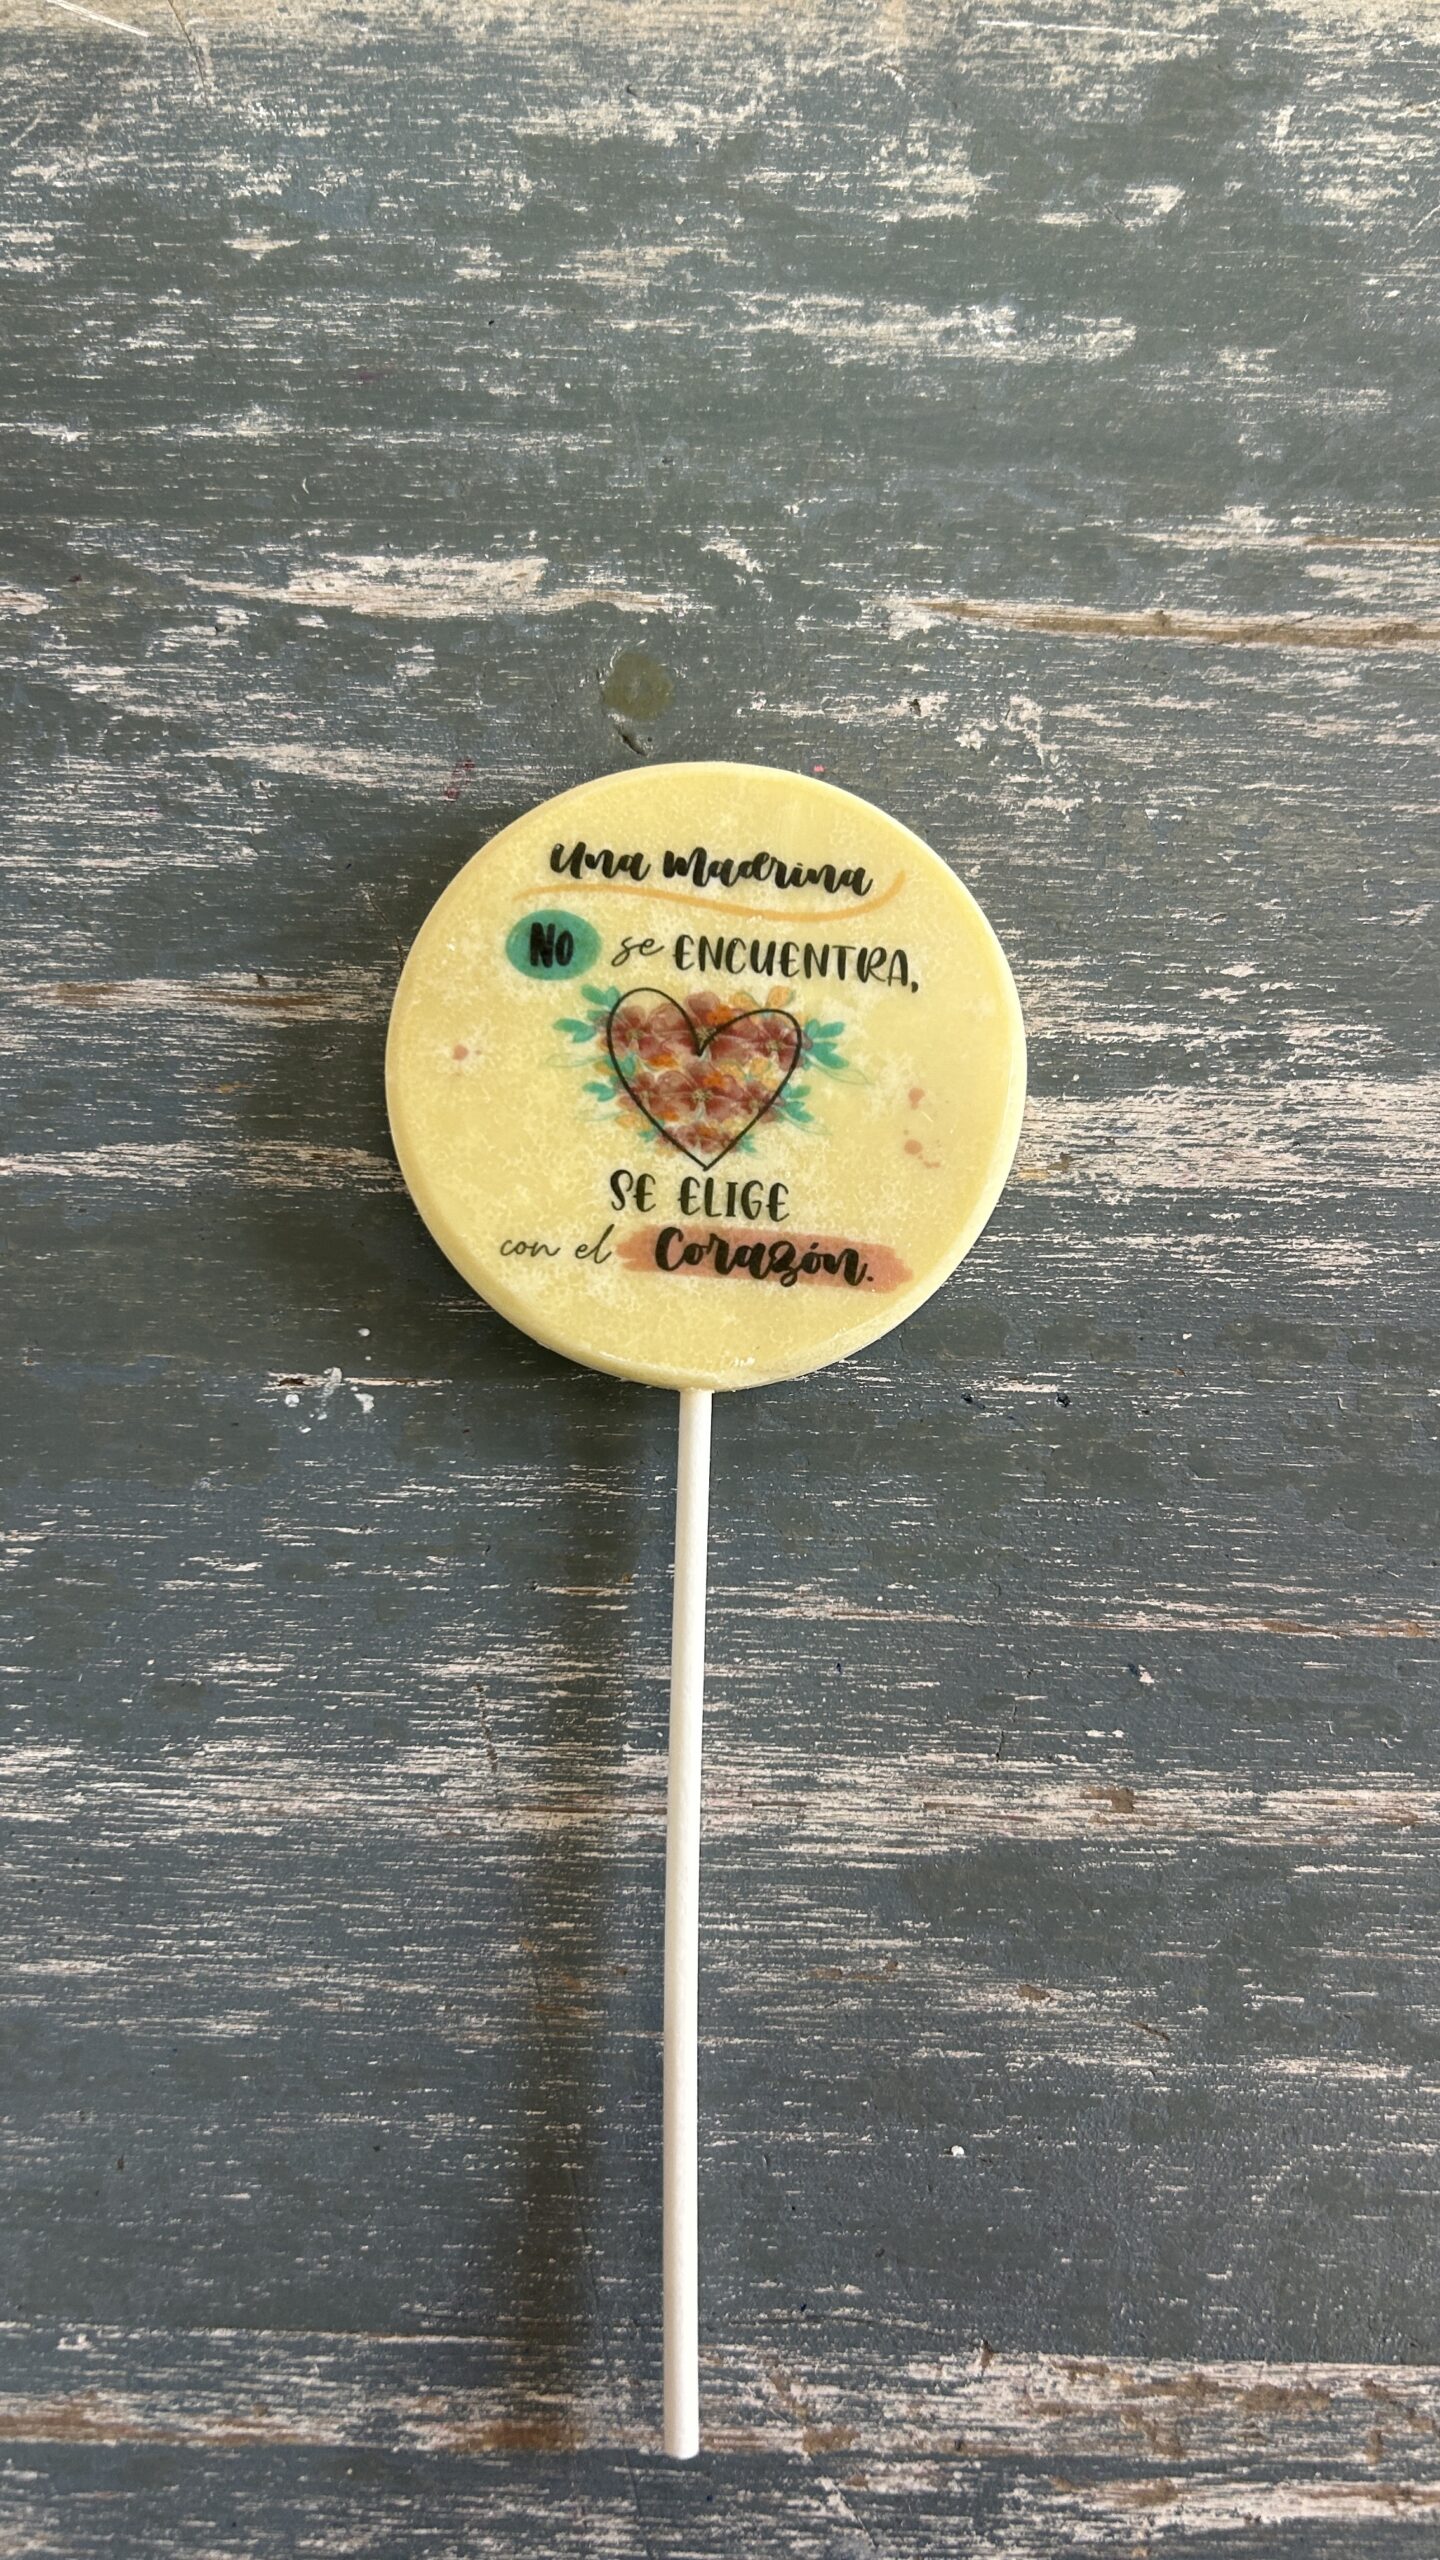 una madrina
NO se ENCUENTRA,
SE ELIGE
con el Corazón.